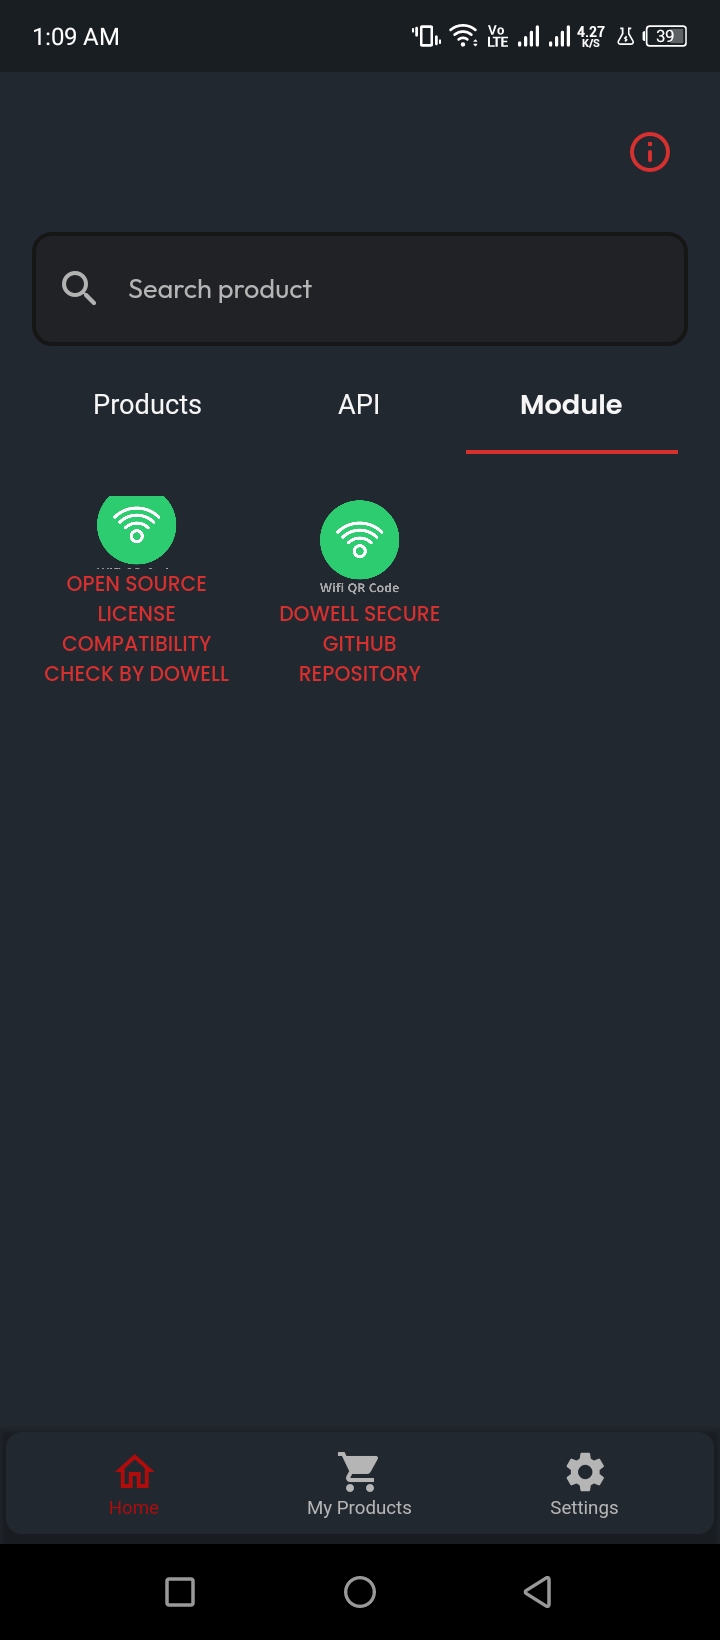 1:09 AM
Vo
LTE
4.27
K/S
39
Search product
Products
API
Module
OPEN SOURCE
LICENSE
COMPATIBILITY
CHECK BY DOWELL
Wifi QR Code
DOWELL SECURE
GITHUB
REPOSITORY
Home
My Products
Settings